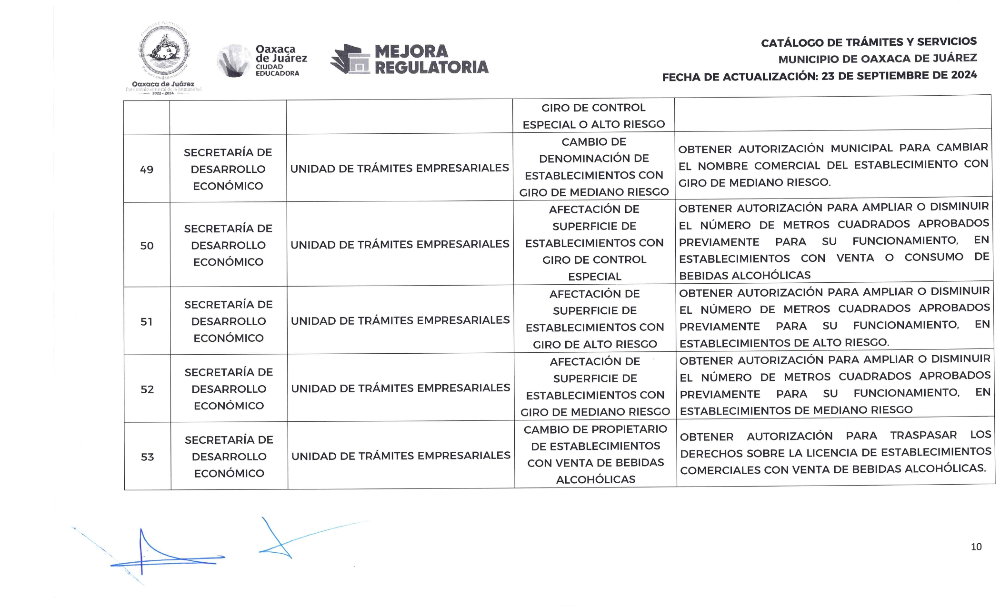 Oaxaca de Juárez
Patrimonio cultural de la humanidad
2022 - 2024
Oaxaca
de Juárez
CIUDAD
EDUCADORA
MEJORA
REGULATORIA
CATÁLOGO DE TRÁMITES Y SERVICIOS
MUNICIPIO DE OAXACA DE JUÁREZ
FECHA DE ACTUALIZACIÓN: 23 DE SEPTIEMBRE DE 2024
GIRO DE CONTROL
ESPECIAL O ALTO RIESGO
49
SECRETARÍA DE
DESARROLLO
ECONÓMICO
UNIDAD DE TRÁMITES EMPRESARIALES
CAMBIO DE
DENOMINACIÓN DE
ESTABLECIMIENTOS CON
GIRO DE MEDIANO RIESGO
OBTENER AUTORIZACIÓN MUNICIPAL PARA CAMBIAR
EL NOMBRE COMERCIAL DEL ESTABLECIMIENTO CON
GIRO DE MEDIANO RIESGO.
50
SECRETARÍA DE
DESARROLLO
ECONÓMICO
UNIDAD DE TRÁMITES EMPRESARIALES
AFECTACIÓN DE
SUPERFICIE DE
ESTABLECIMIENTOS CON
GIRO DE CONTROL
ESPECIAL
OBTENER AUTORIZACIÓN PARA AMPLIAR O DISMINUIR
EL NÚMERO DE METROS CUADRADOS APROBADOS
PREVIAMENTE PARA SU FUNCIONAMIENTO, EN
ESTABLECIMIENTOS CON VENTA O CONSUMO DE
BEBIDAS ALCOHÓLICAS
51
SECRETARÍA DE
DESARROLLO
ECONÓMICO
UNIDAD DE TRÁMITES EMPRESARIALES
AFECTACIÓN DE
SUPERFICIE DE
ESTABLECIMIENTOS CON
GIRO DE ALTO RIESGO
OBTENER AUTORIZACIÓN PARA AMPLIAR O DISMINUIR
EL NÚMERO DE METROS CUADRADOS APROBADOS
PREVIAMENTE PARA SU FUNCIONAMIENTO, EN
ESTABLECIMIENTOS DE ALTO RIESGO.
52
SECRETARÍA DE
DESARROLLO
ECONÓMICO
UNIDAD DE TRÁMITES EMPRESARIALES
AFECTACIÓN DE
SUPERFICIE DE
ESTABLECIMIENTOS CON
GIRO DE MEDIANO RIESGO
OBTENER AUTORIZACIÓN PARA AMPLIAR O DISMINUIR
EL NÚMERO DE METROS CUADRADOS APROBADOS
PREVIAMENTE PARA SU FUNCIONAMIENTO, EN
ESTABLECIMIENTOS DE MEDIANO RIESGO
53
SECRETARÍA DE
DESARROLLO
ECONÓMICO
UNIDAD DE TRÁMITES EMPRESARIALES
CAMBIO DE PROPIETARIO
DE ESTABLECIMIENTOS
CON VENTA DE BEBIDAS
ALCOHÓLICAS
OBTENER AUTORIZACIÓN PARA TRASPASAR LOS
DERECHOS SOBRE LA LICENCIA DE ESTABLECIMIENTOS
COMERCIALES CON VENTA DE BEBIDAS ALCOHÓLICAS.
10